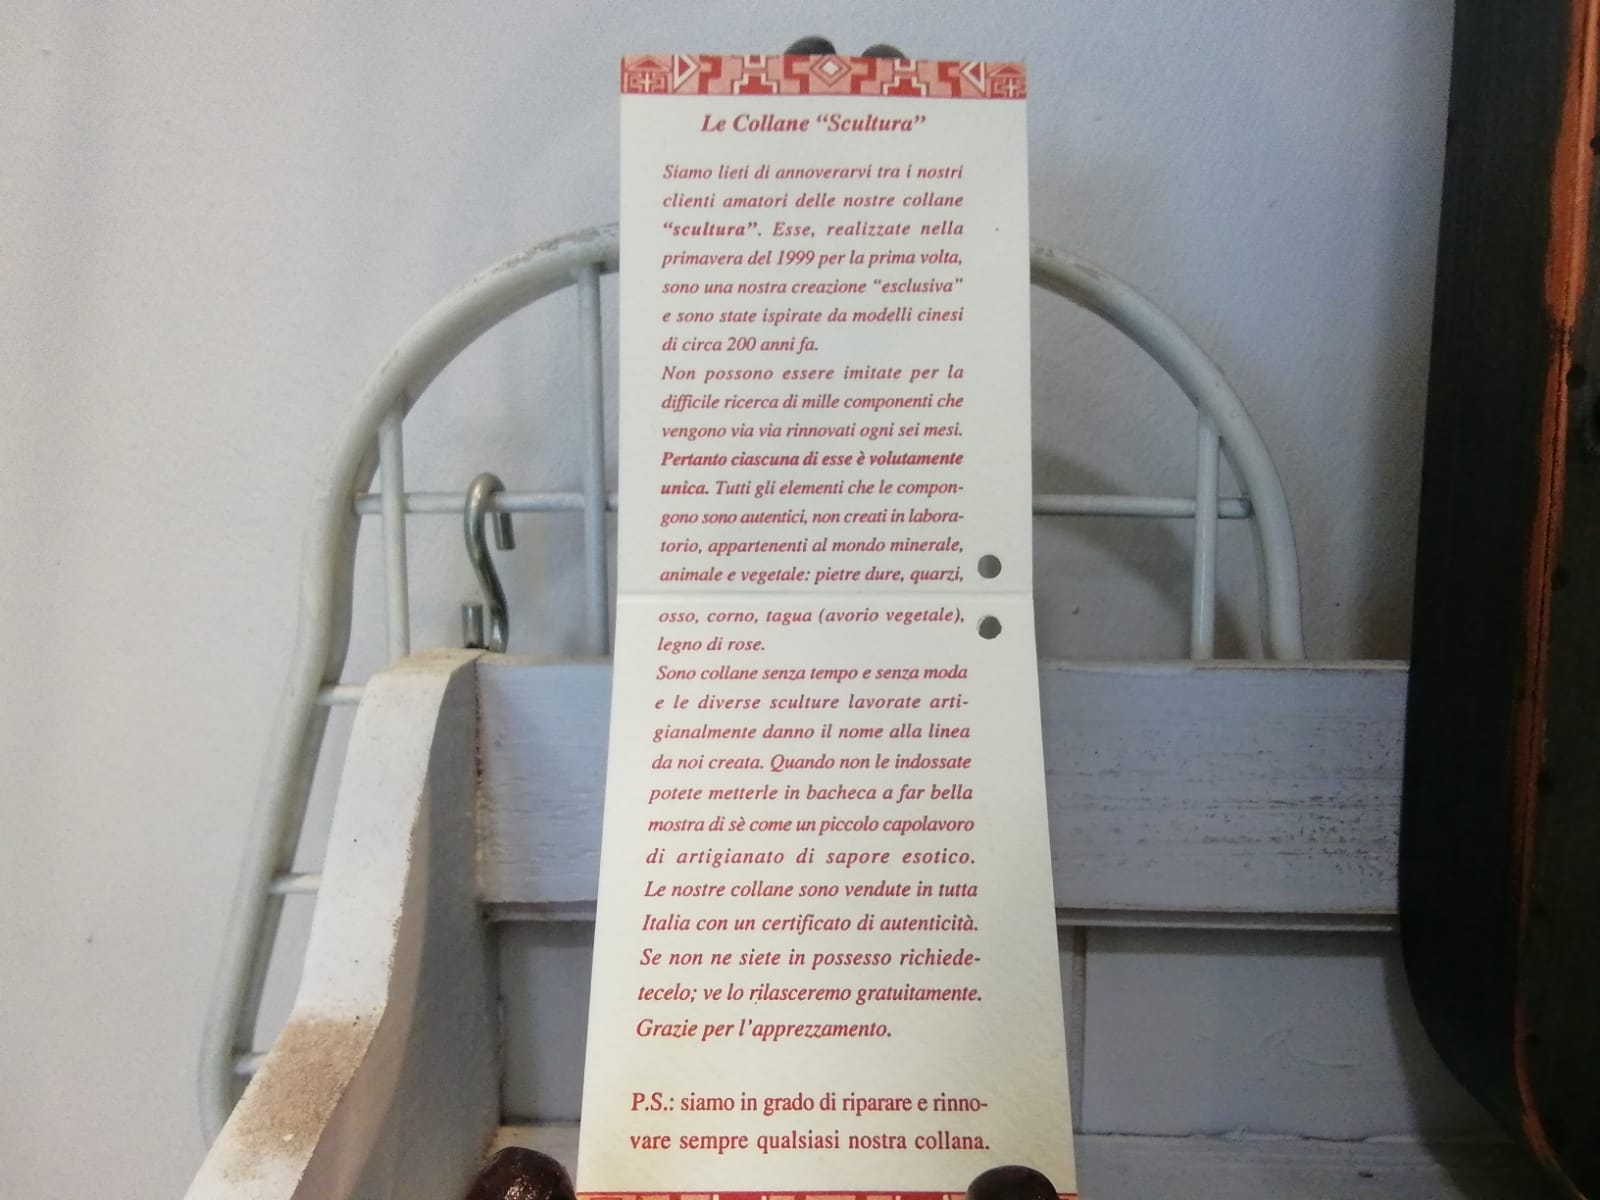 Le Collane “Scultura”
Siamo lieti di annoverarvi tra i nostri
clienti amatori delle nostre collane
“scultura”. Esse, realizzate nella
primavera del 1999 per la prima volta,
sono una nostra creazione “esclusiva”
e sono state ispirate da modelli cinesi
di circa 200 anni fa.
Non possono essere imitate per la
difficile ricerca di mille componenti che
vengono via via rinnovati ogni sei mesi.
Pertanto ciascuna di esse è volutamente
unica. Tutti gli elementi che le compon-
gono sono autentici, non creati in labora-
torio, appartenenti al mondo minerale,
animale e vegetale: pietre dure, quarzi,
osso, corno, tagua (avorio vegetale),
legno di rose.
Sono collane senza tempo e senza moda
e le diverse sculture lavorate arti-
gianalmente danno il nome alla linea
da noi creata. Quando non le indossate
potete metterle in bacheca a far bella
mostra di sè come un piccolo capolavoro
di artigianato di sapore esotico.
Le nostre collane sono vendute in tutta
Italia con un certificato di autenticità.
Se non ne siete in possesso richiede-
tecelo; ve lo rilasceremo gratuitamente.
Grazie per l’apprezzamento.
P.S.: siamo in grado di riparare e rinno-
vare sempre qualsiasi nostra collana.